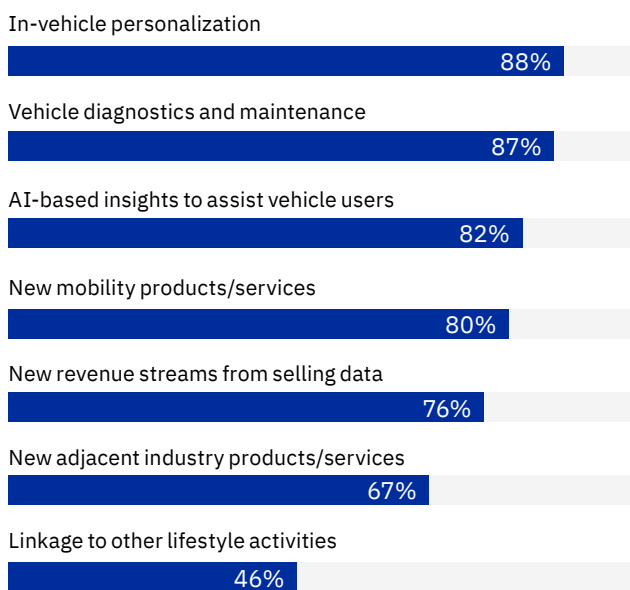 In-vehicle personalization
88%
Vehicle diagnostics and maintenance
87%
AI-based insights to assist vehicle users
82%
New mobility products/services
80%
New revenue streams from selling data
76%
New adjacent industry products/services
67%
Linkage to other lifestyle activities
46%